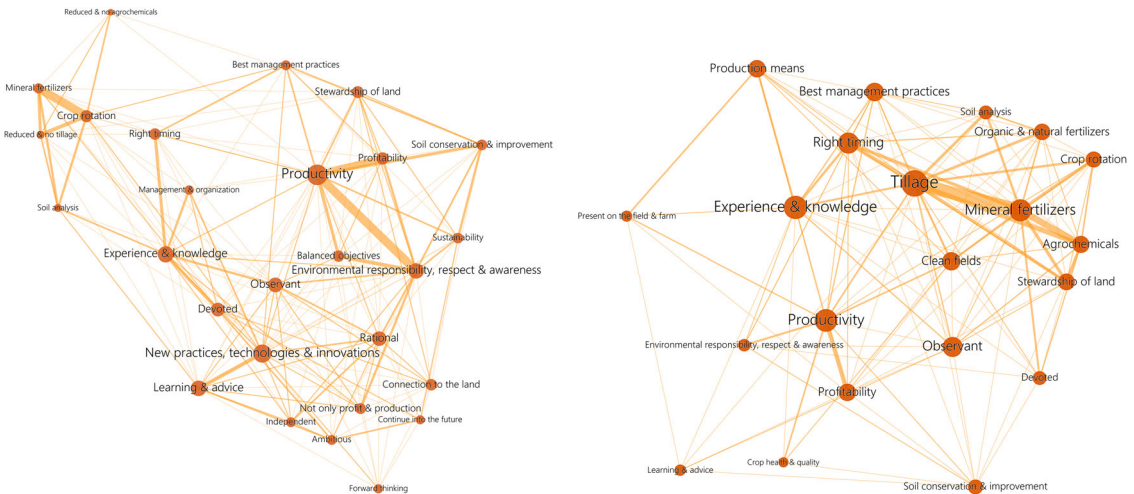 Reduced & no agrochemicals
Best management practices
Mineral fertilizers
Stewardship of land
Crop rotation
Reduced & no tillage
Right timing
Soil conservation & improvement
Profitability
Productivity
Management & organization
Soil analysis
Sustainability
Experience & knowledge
Balanced objectives
Environmental responsibility, respect & awareness
Observant
Devoted
Rational
New practices, technologies & innovations
Learning & advice
Connection to the land
Not only profit & production
Independent
Continue into the future
Ambitious
Forward thinking
Production means
Best management practices
Soil analysis
Organic & natural fertilizers
Right timing
Crop rotation
Tillage
Experience & knowledge
Mineral fertilizers
Present on the field & farm
Agrochemicals
Clean fields
Stewardship of land
Productivity
Environmental responsibility, respect & awareness
Observant
Devoted
Profitability
Learning & advice
Crop health & quality
Soil conservation & improvement